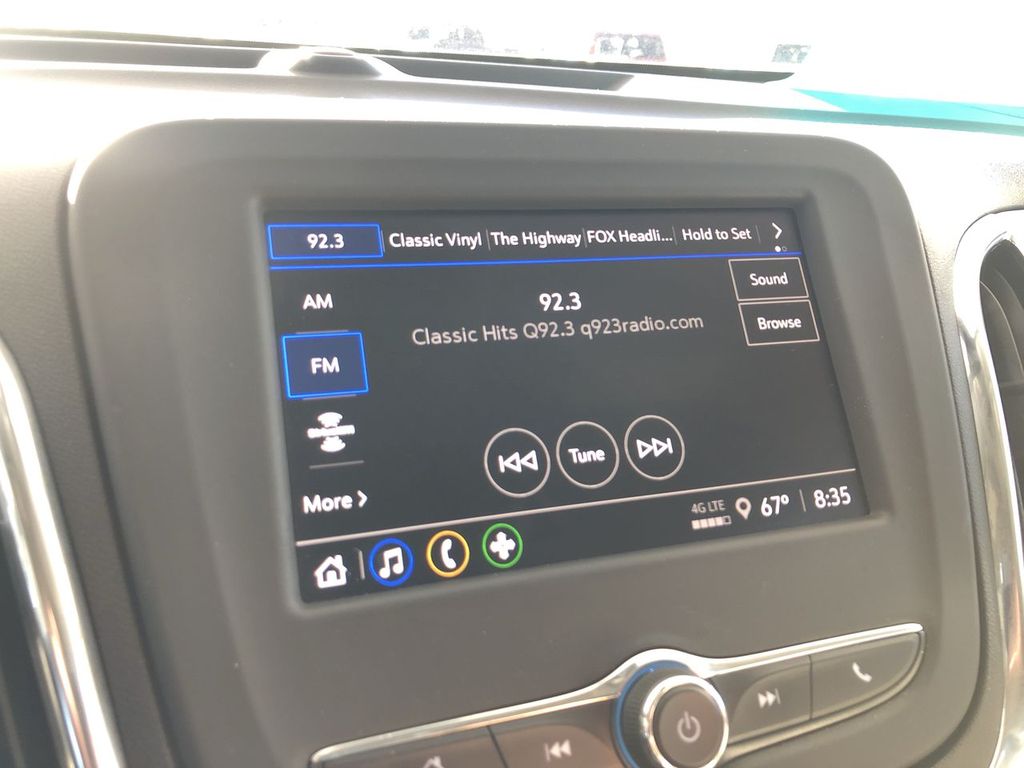 92.3
Classic Vinyl
The Highway
FOX Headli...
Hold to Set
AM
92.3
Sound
Classic Hits Q92.3 q923radio.com
Browse
FM
Tune
More
4G LTE
67°
8:35